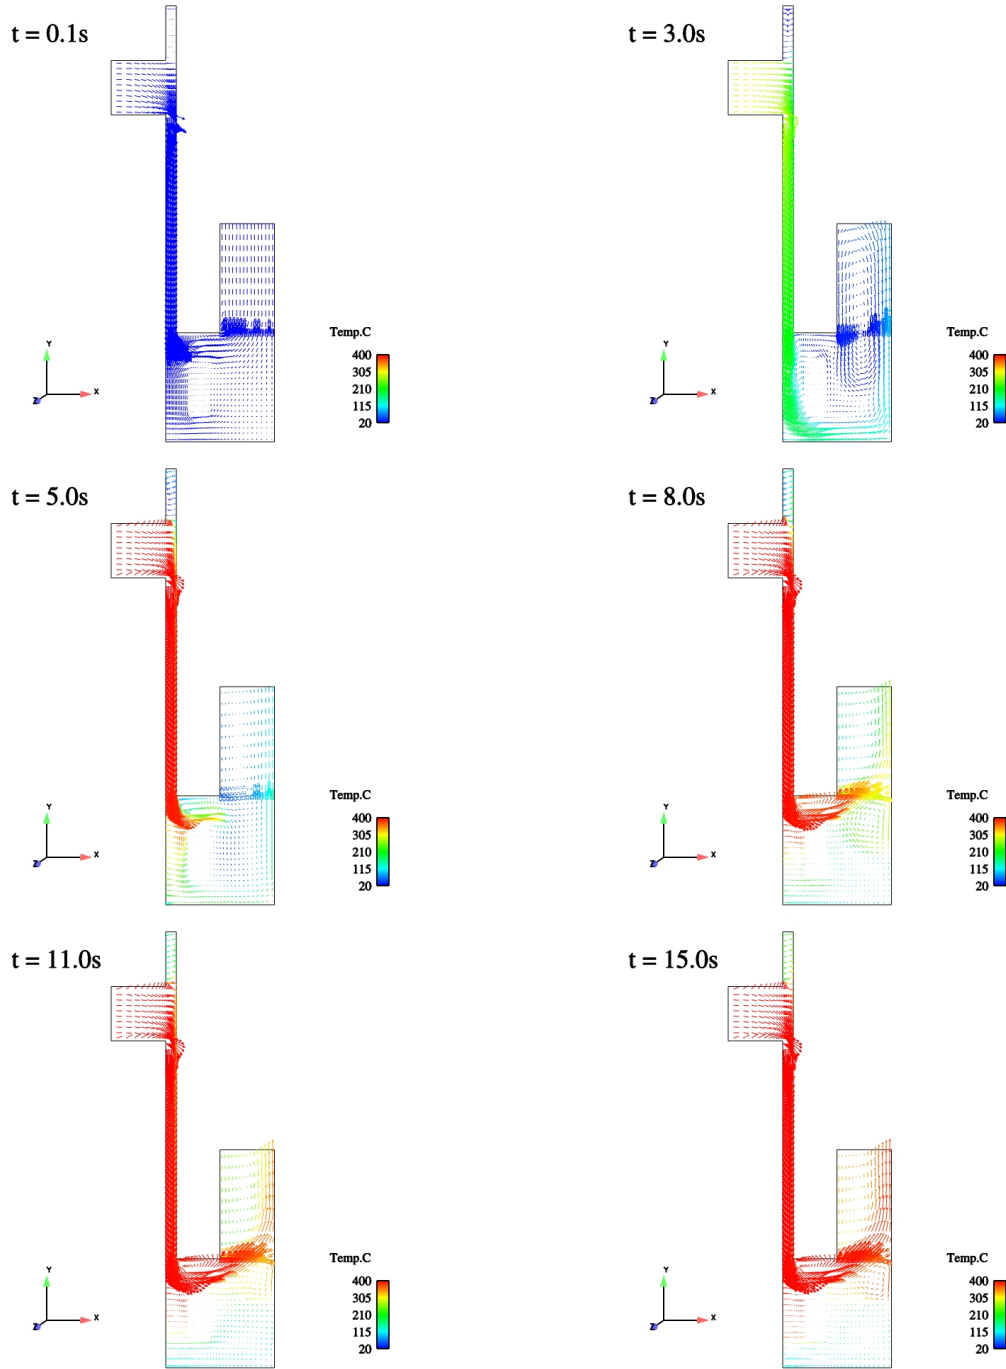 t = 0.1s
Temp.C
400
305
210
115
20
Y
X
Z
t = 3.0s
Temp.C
400
305
210
115
20
Y
X
Z
t = 5.0s
Temp.C
400
305
210
115
20
Y
X
Z
t = 8.0s
Temp.C
400
305
210
115
20
Y
X
Z
t = 11.0s
Temp.C
400
305
210
115
20
Y
X
Z
t = 15.0s
Temp.C
400
305
210
115
20
Y
X
Z